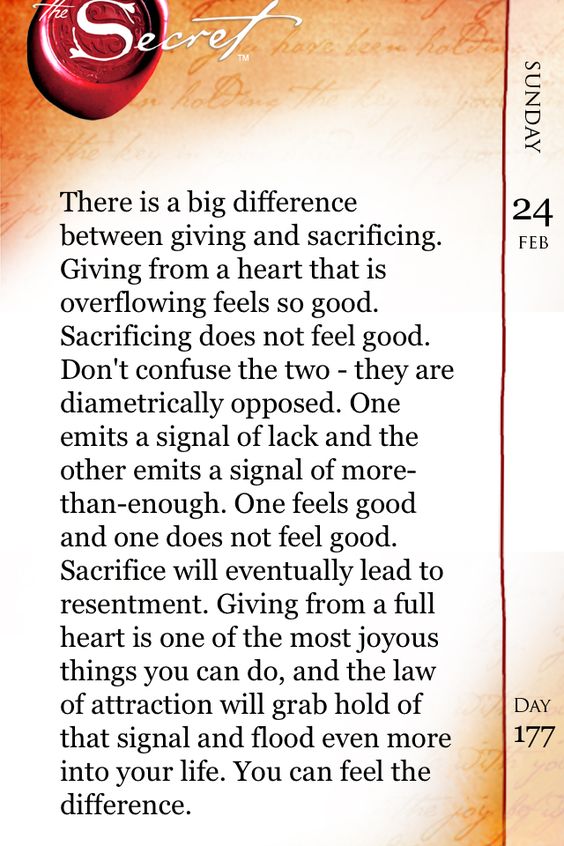 the
Secret™
There is a big difference
between giving and sacrificing.
Giving from a heart that is
overflowing feels so good.
Sacrificing does not feel good.
Don't confuse the two - they are
diametrically opposed. One
emits a signal of lack and the
other emits a signal of more-
than-enough. One feels good
and one does not feel good.
Sacrifice will eventually lead to
resentment. Giving from a full
heart is one of the most joyous
things you can do, and the law
of attraction will grab hold of
that signal and flood even more
into your life. You can feel the
difference.
SUNDAY
24
FEB
DAY
177